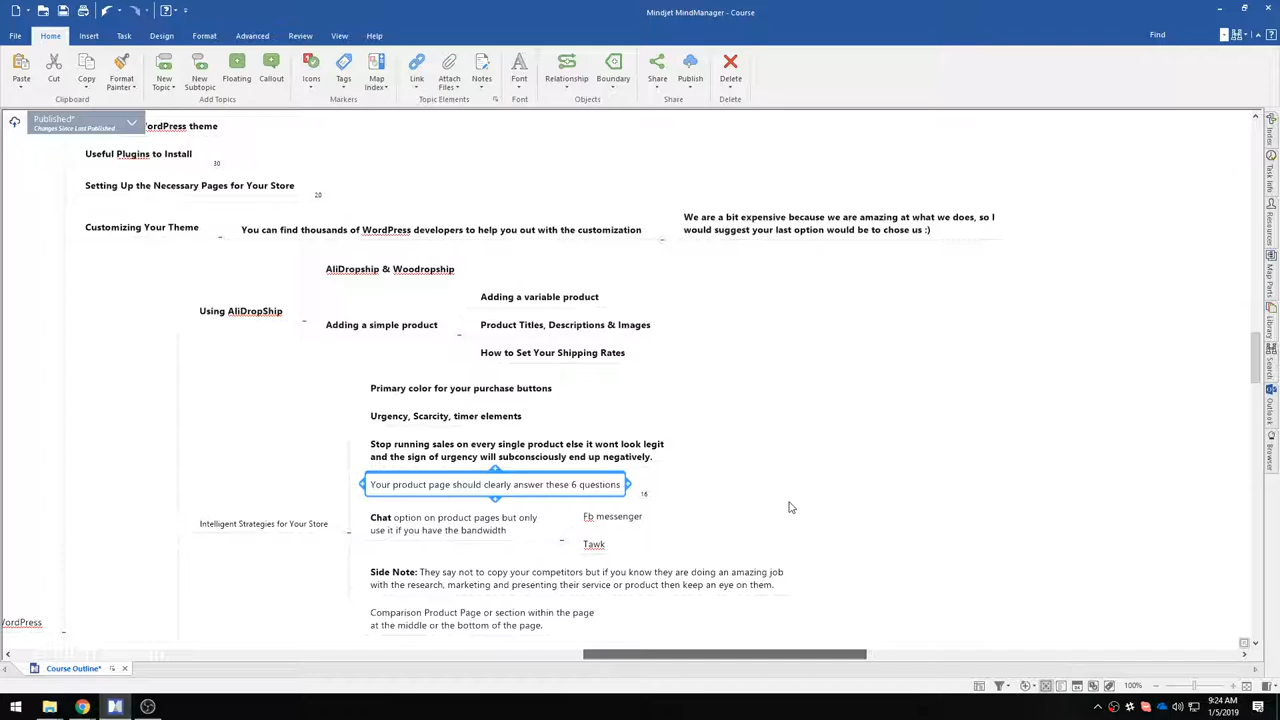 Mindjet MindManager - Course
File Home Insert Task Design Format Advanced Review View Help
Find
Paste Cut Copy Format Painter New Topic New Subtopic Floating Callout Icons Tags Map Index Link Attach Files Notes Font Relationship Boundary Share Publish Delete
Clipboard Add Topics Markers Topic Elements Font Objects Share Delete
Published*
Changes Since Last Published
ordPress theme
Useful Plugins to Install
30
Setting Up the Necessary Pages for Your Store
20
Customizing Your Theme
You can find thousands of WordPress developers to help you out with the customization
We are a bit expensive because we are amazing at what we does, so I
would suggest your last option would be to chose us :)
AliDropship & Woodropship
Using AliDropShip
Adding a variable product
Adding a simple product
Product Titles, Descriptions & Images
How to Set Your Shipping Rates
Primary color for your purchase buttons
Urgency, Scarcity, timer elements
Stop running sales on every single product else it wont look legit
and the sign of urgency will subconsciously end up negatively.
Your product page should clearly answer these 6 questions
16
Intelligent Strategies for Your Store
Chat option on product pages but only
use it if you have the bandwidth
Fb messenger
Tawk
Side Note: They say not to copy your competitors but if you know they are doing an amazing job
with the research, marketing and presenting their service or product then keep an eye on them.
Comparison Product Page or section within the page
at the middle or the bottom of the page.
WordPress
Index
Task Info
Resources
Map Parts
Library
Search
Outlook
Browser
Course Outline*
100%
9:24 AM
1/5/2019